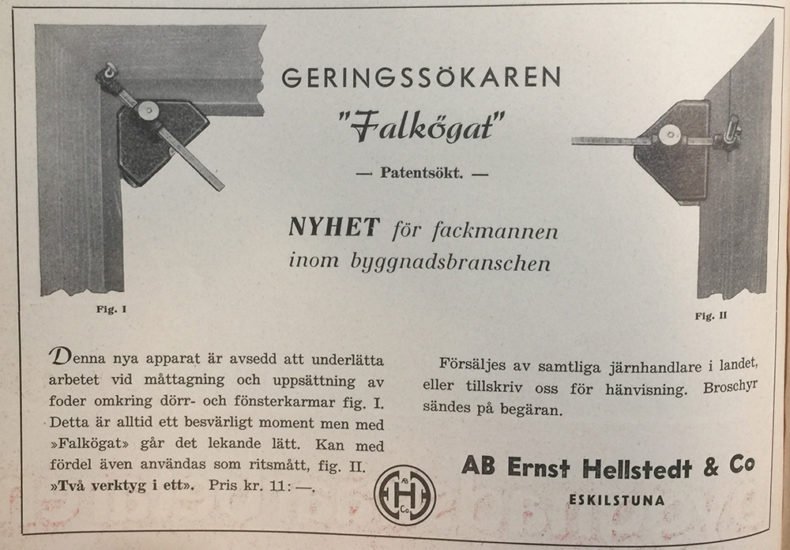 GERINGSSÖKAREN
"Falkögat"
— Patentsökt. —
NYHET för fackmannen
inom byggnadsbranschen
Fig. I
Fig. II
Denna nya apparat är avsedd att underlätta
arbetet vid måttagning och uppsättning av
foder omkring dörr- och fönsterkarmar fig. I.
Detta är alltid ett besvärligt moment men med
»Falkögat» går det lekande lätt. Kan med
fördel även användas som ritsmått, fig. II.
»Två verktyg i ett». Pris kr. 11: —.
Försäljes av samtliga järnhandlare i landet,
eller tillskriv oss för hänvisning. Broschyr
sändes på begäran.
AB
H
Co
AB Ernst Hellstedt & Co
ESKILSTUNA